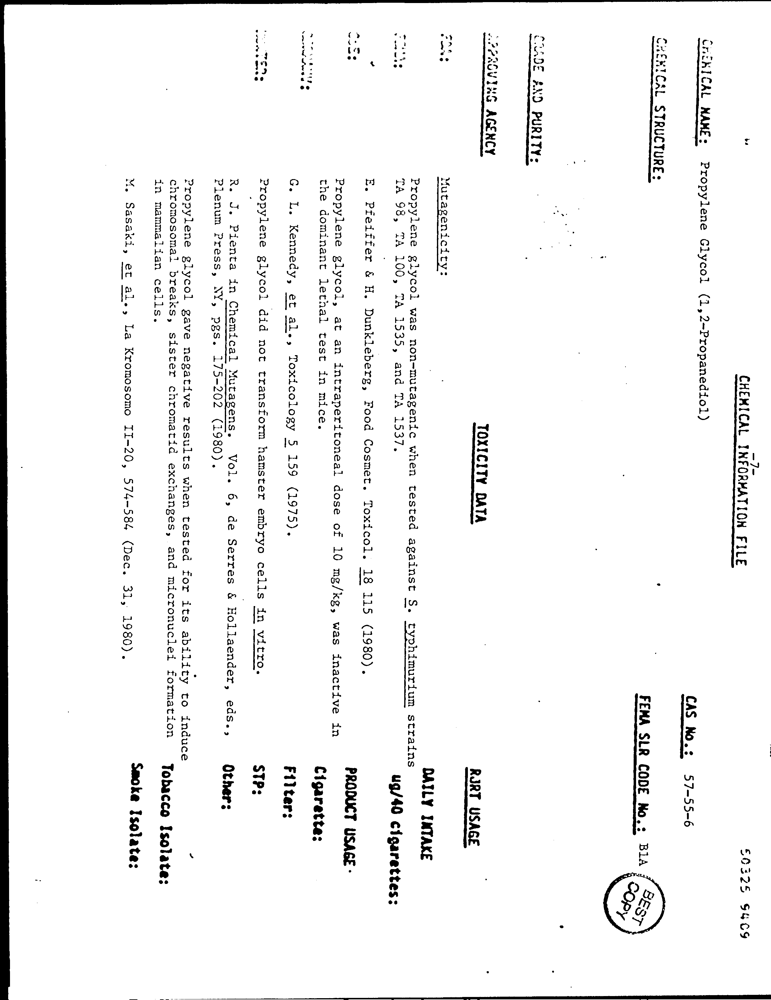 -7-
CHEMICAL INFORMATION FILE
50325 5409
CHEMICAL NAME: Propylene Glycol (1,2-Propanediol)
CAS No.: 57-55-6
CHEMICAL STRUCTURE:
FEMA SLR CODE No.: B1A
BEST
COPY
GRADE AND PURITY:
APPROVING AGENCY
TOXICITY DATA
RJRT USAGE
Mutagenicity:
DAILY INTAKE
Propylene glycol was non-mutagenic when tested against S. typhimurium strains
TA 98, TA 100, TA 1535, and TA 1537.
ug/40 cigarettes:
E. Pfeiffer & H. Dunkleberg, Food Cosmet. Toxicol. 18 115 (1980).
PRODUCT USAGE
Propylene glycol, at an intraperitoneal dose of 10 mg/kg, was inactive in
the dominant lethal test in mice.
Cigarette:
G. L. Kennedy, et al., Toxicology 5 159 (1975).
Filter:
Propylene glycol did not transform hamster embryo cells in vitro.
STP:
R. J. Pienta in Chemical Mutagens. Vol. 6, de Serres & Hollaender, eds.,
Plenum Press, NY, pgs. 175-202 (1980).
Other:
Propylene glycol gave negative results when tested for its ability to induce
chromosomal breaks, sister chromatid exchanges, and micronuclei formation
in mammalian cells.
Tobacco Isolate:
M. Sasaki, et al., La Kromosomo II-20, 574-584 (Dec. 31, 1980).
Smoke Isolate: